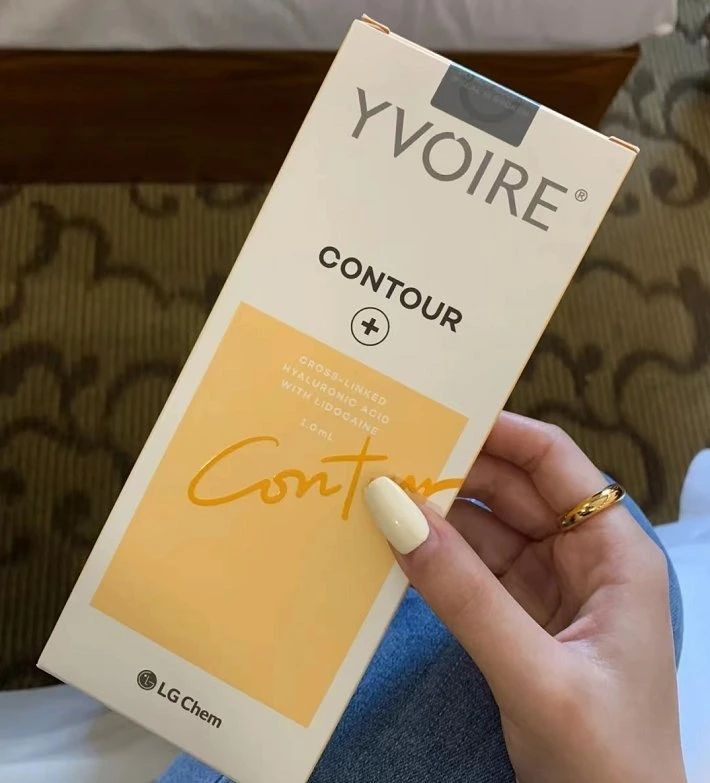 YVOIRE®
CONTOUR
+
CROSS-LINKED
HYALURONIC ACID
WITH LIDOCAINE
1.0 mL
LG Chem